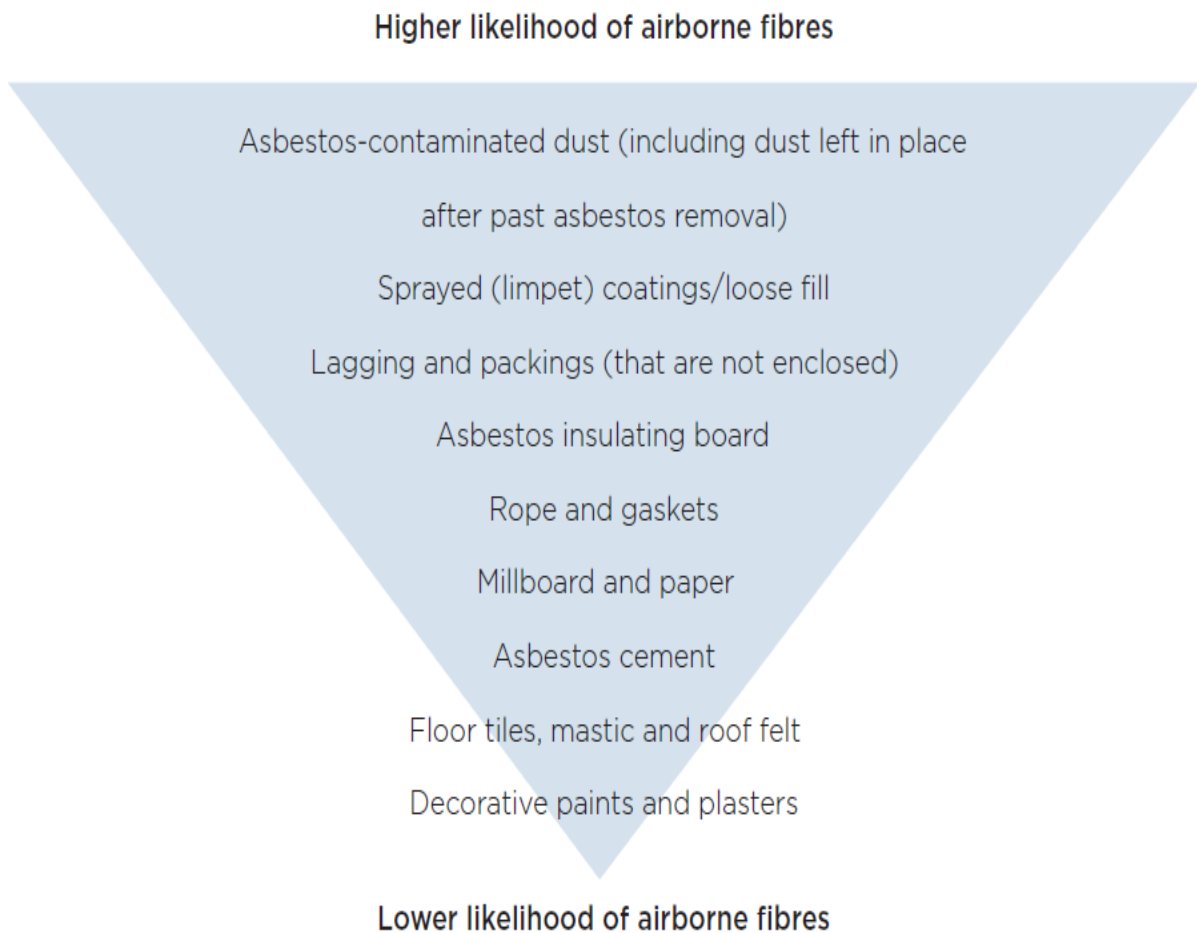 Higher likelihood of airborne fibres
Asbestos-contaminated dust (including dust left in place
after past asbestos removal)
Sprayed (limpet) coatings/loose fill
Lagging and packings (that are not enclosed)
Asbestos insulating board
Rope and gaskets
Millboard and paper
Asbestos cement
Floor tiles, mastic and roof felt
Decorative paints and plasters
Lower likelihood of airborne fibres